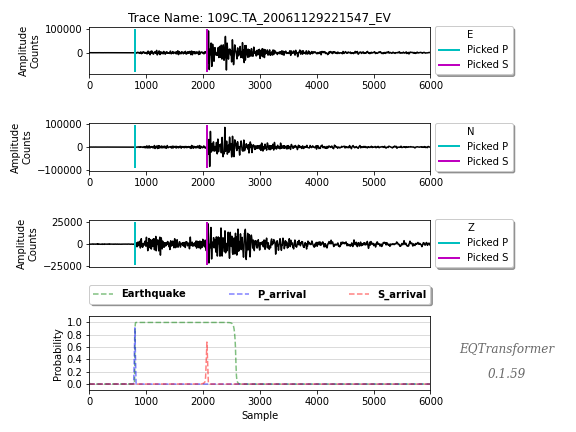 Trace Name: 109C.TA_20061129221547_EV
Amplitude
Counts
100000
0
0 1000 2000 3000 4000 5000 6000
E
Picked P
Picked S
Amplitude
Counts
100000
0
−100000
0 1000 2000 3000 4000 5000 6000
N
Picked P
Picked S
Amplitude
Counts
25000
0
−25000
0 1000 2000 3000 4000 5000 6000
Z
Picked P
Picked S
Earthquake P_arrival S_arrival
Probability
1.0
0.8
0.6
0.4
0.2
0.0
0 1000 2000 3000 4000 5000 6000
Sample
EQTransformer
0.1.59